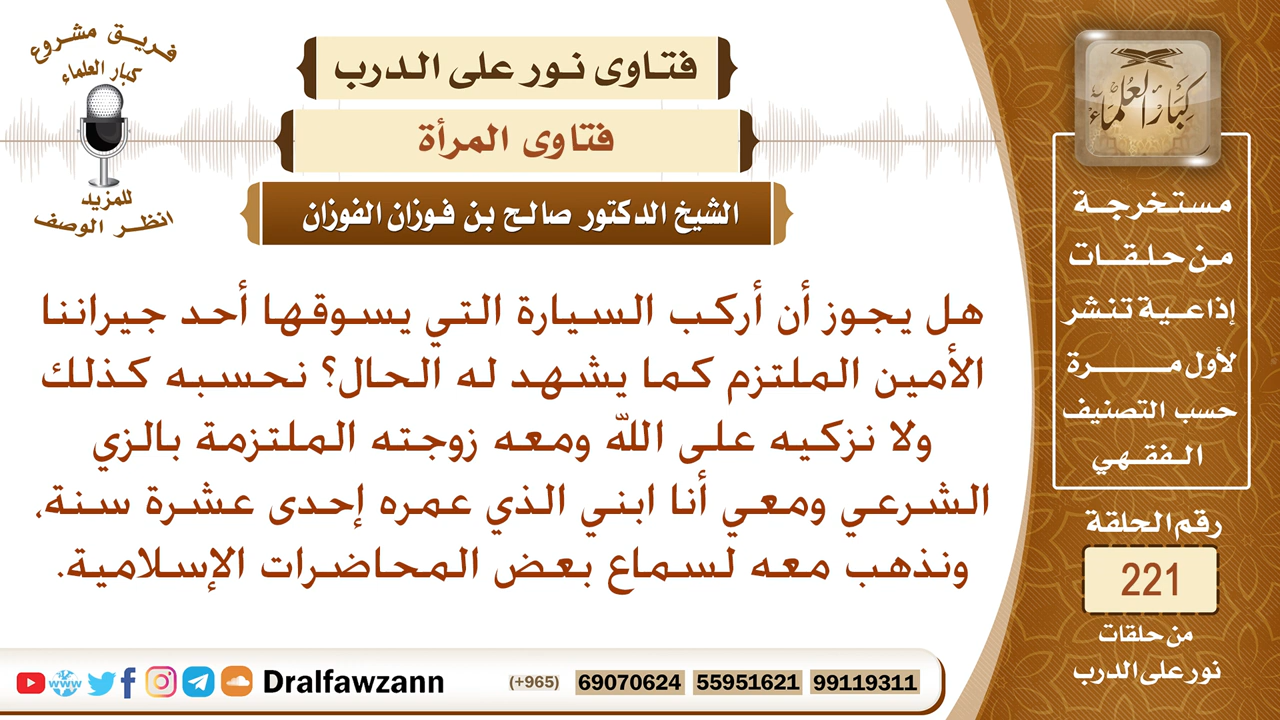 فريق مشروع
كبار العلماء
للمزيد
انظر الوصف
فتاوى نور على الدرب
فتاوى المرأة
الشيخ الدكتور صالح بن فوزان الفوزان
هل يجوز أن أركب السيارة التي يسوقها أحد جيراننا
الأمين الملتزم كما يشهد له الحال؟ نحسبه كذلك
ولا نزكيه على الله ومعه زوجته الملتزمة بالزي
الشرعي ومعي أنا ابني الذي عمره إحدى عشرة سنة،
ونذهب معه لسماع بعض المحاضرات الإسلامية.
كبار العلماء
مستخرجة
من حلقات
إذاعية تنشر
لأول مرة
حسب التصنيف
الفقهي
رقم الحلقة
221
من حلقات
نور على الدرب
www
Dralfawzann
(+965) 69070624 55951621 99119311